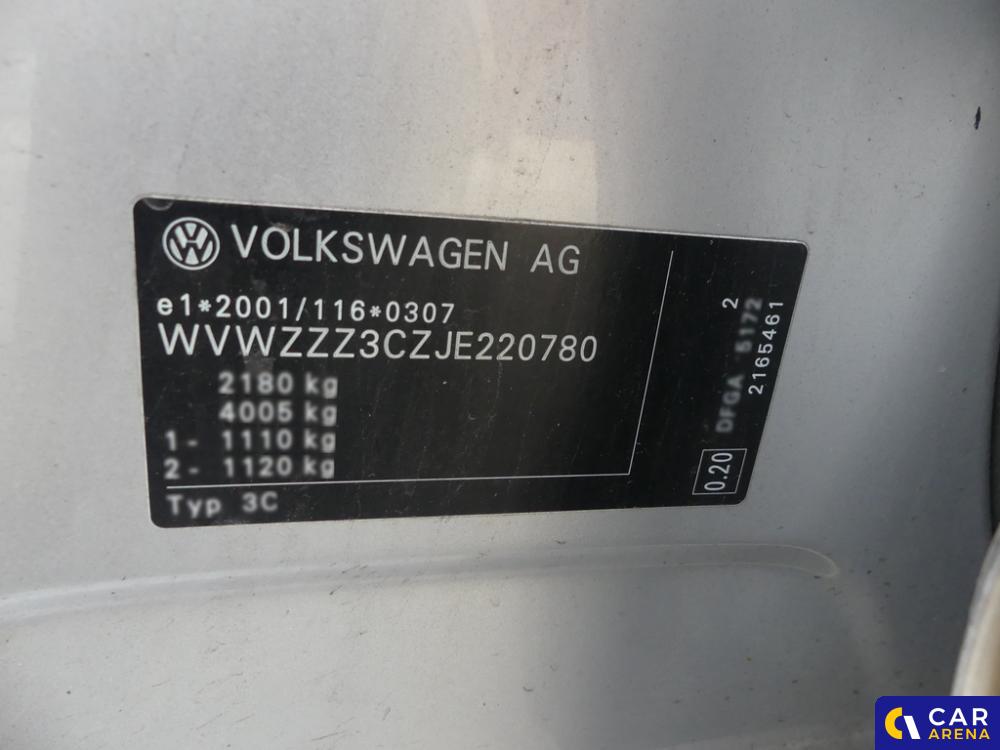 VOLKSWAGEN AG
e1*2001/116*0307
WVWZZZ3CZJE220780
2180 kg
4005 kg
1- 1110 kg
2- 1120 kg
Typ 3C
2
DFGA 5172
2165461
0.20
CAR
ARENA